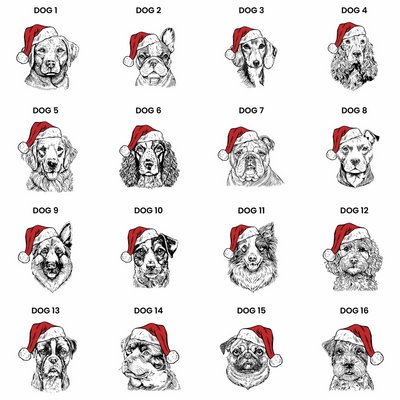 DOG 1 DOG 2 DOG 3 DOG 4
DOG 5 DOG 6 DOG 7 DOG 8
DOG 9 DOG 10 DOG 11 DOG 12
DOG 13 DOG 14 DOG 15 DOG 16